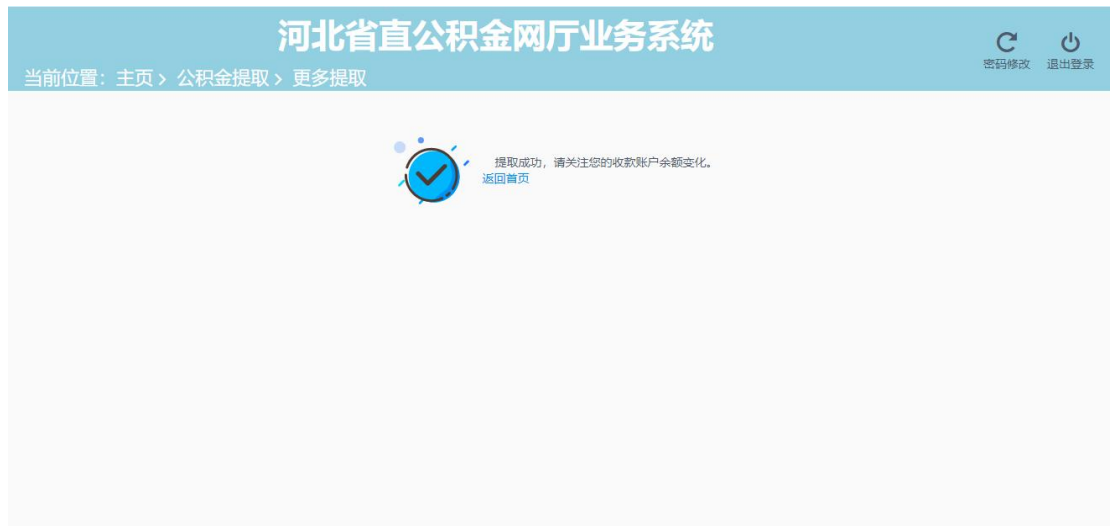 河北省直公积金网厅业务系统
密码修改 退出登录
当前位置：主页> 公积金提取> 更多提取
提取成功，请关注您的收款账户余额变化。
返回首页